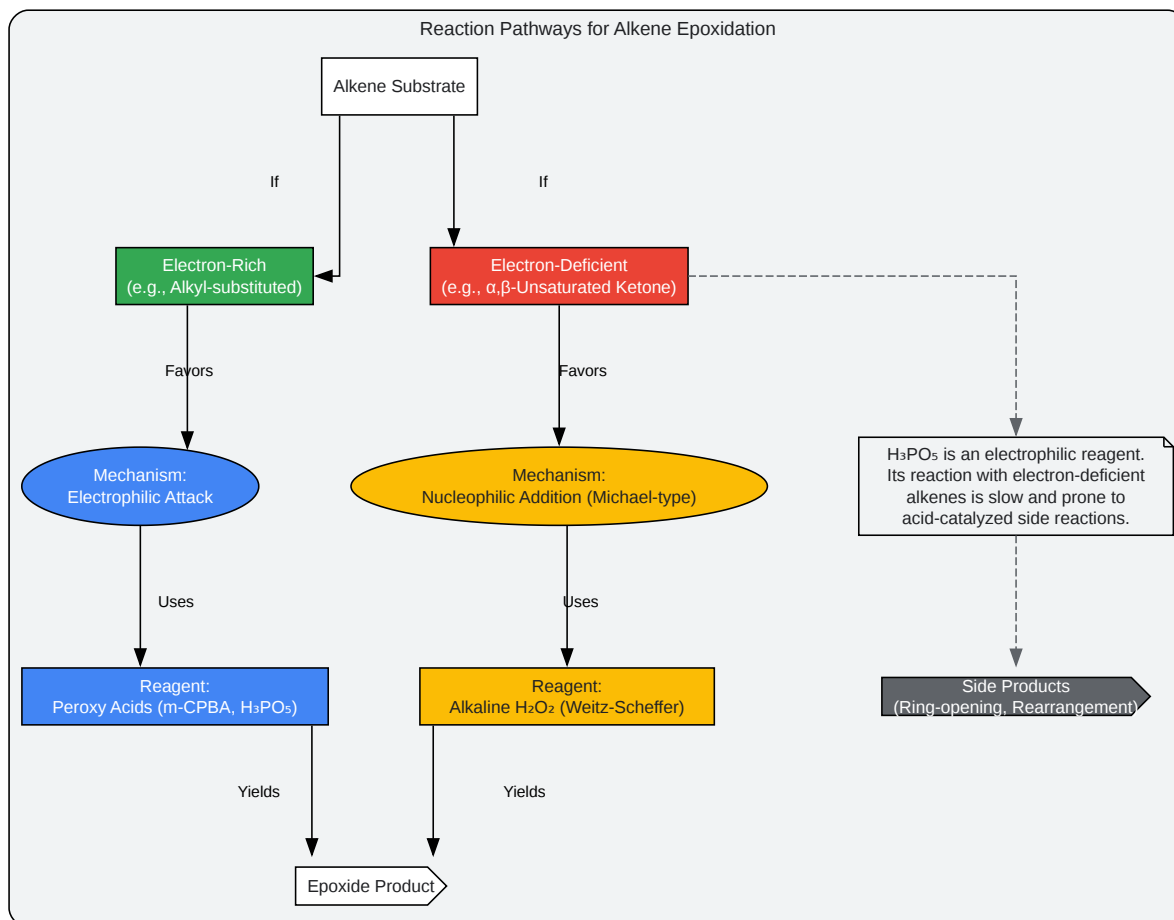 Reaction Pathways for Alkene Epoxidation
Alkene Substrate
If
If
Electron-Rich
(e.g., Alkyl-substituted)
Electron-Deficient
(e.g., α,β-Unsaturated Ketone)
Favors
Favors
Mechanism:
Electrophilic Attack
Mechanism:
Nucleophilic Addition (Michael-type)
H₃PO₅ is an electrophilic reagent.
Its reaction with electron-deficient
alkenes is slow and prone to
acid-catalyzed side reactions.
Uses
Uses
Reagent:
Peroxy Acids (m-CPBA, H₃PO₅)
Reagent:
Alkaline H₂O₂ (Weitz-Scheffer)
Side Products
(Ring-opening, Rearrangement)
Yields
Yields
Epoxide Product